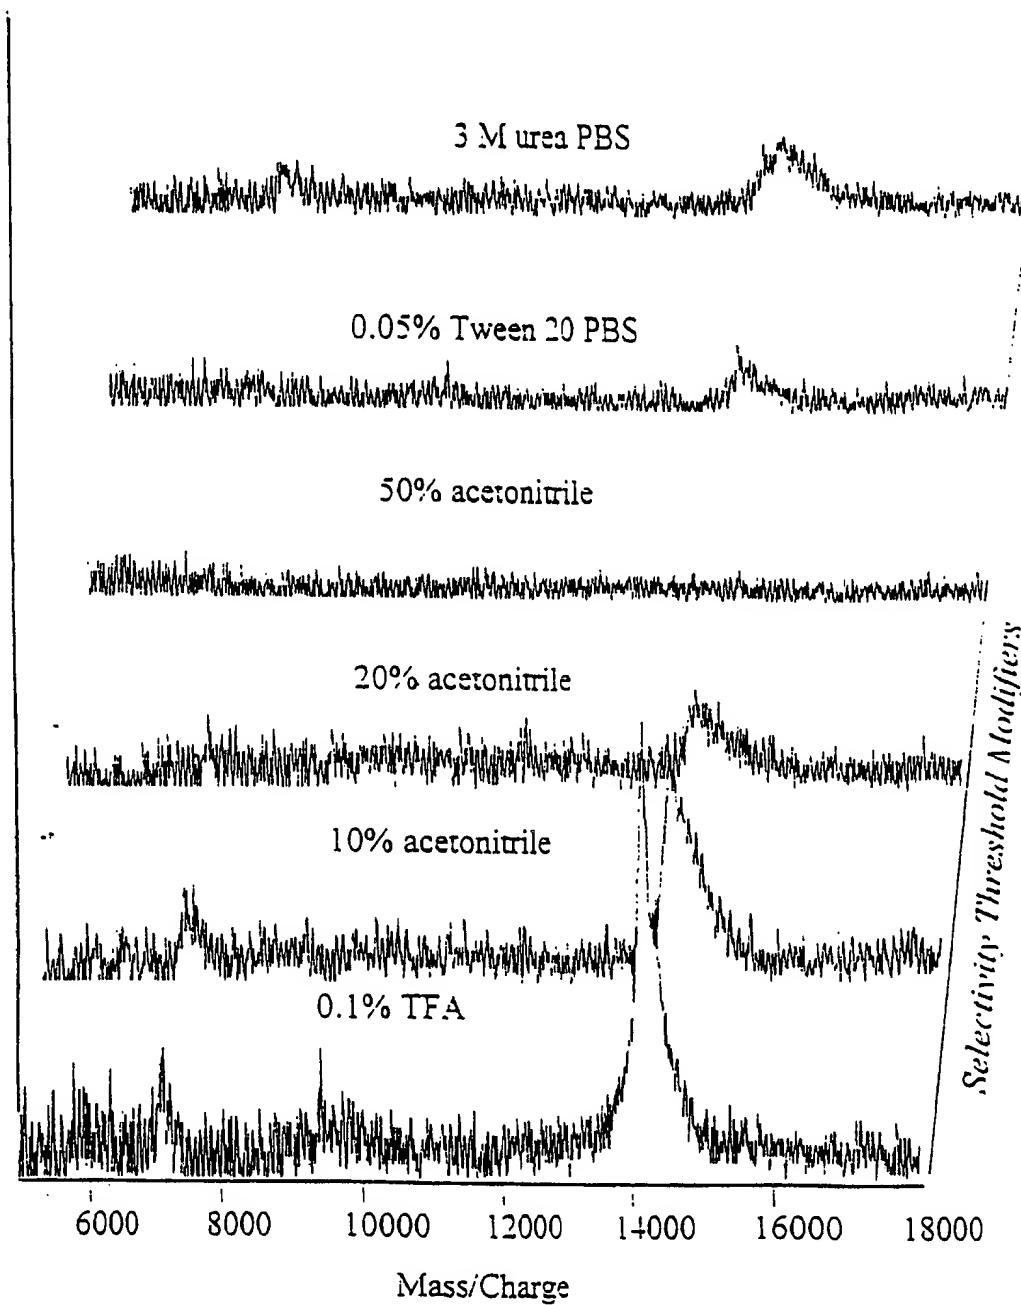 3 M urea PBS
0.05% Tween 20 PBS
50% acetonitrile
20% acetonitrile
10% acetonitrile
0.1% TFA
Selectivity Threshold Modifiers
6000 8000 10000 12000 14000 16000 18000
Mass/Charge